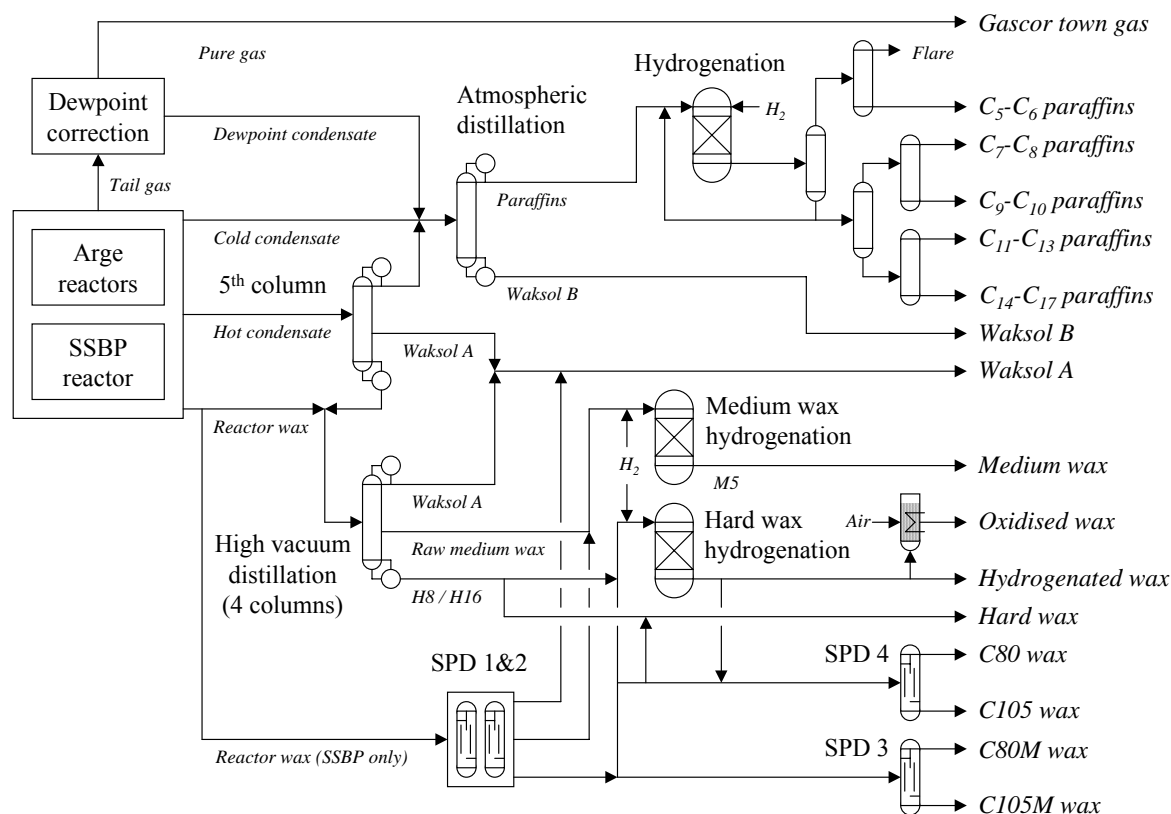 Gascor town gas
Pure gas
Flare
Hydrogenation
Dewpoint
correction
Atmospheric
distillation
H2
C5-C6 paraffins
Dewpoint condensate
C7-C8 paraffins
Tail gas
Paraffins
C9-C10 paraffins
Cold condensate
Arge
reactors
C11-C13 paraffins
5th column
Waksol B
C14-C17 paraffins
Hot condensate
SSBP
reactor
Waksol B
Waksol A
Waksol A
Medium wax
hydrogenation
Reactor wax
H2
Medium wax
M5
Waksol A
Hard wax
hydrogenation
Air
Oxidised wax
High vacuum
distillation
(4 columns)
Raw medium wax
H8 / H16
Hydrogenated wax
Hard wax
SPD 1&2
SPD 4
C80 wax
C105 wax
Reactor wax (SSBP only)
SPD 3
C80M wax
C105M wax